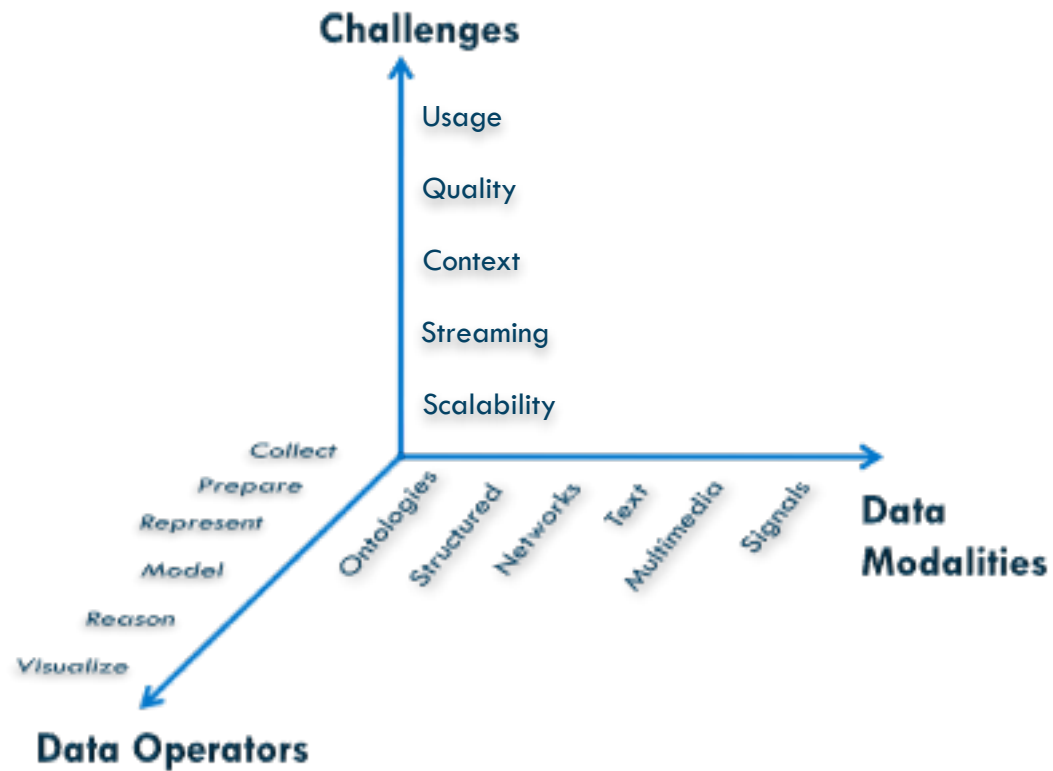 Challenges
Usage
Quality
Context
Streaming
Scalability
Collect
Prepare
Represent
Model
Reason
Visualize
Ontologies
Structured
Networks
Text
Multimedia
Signals
Data
Modalities
Data Operators